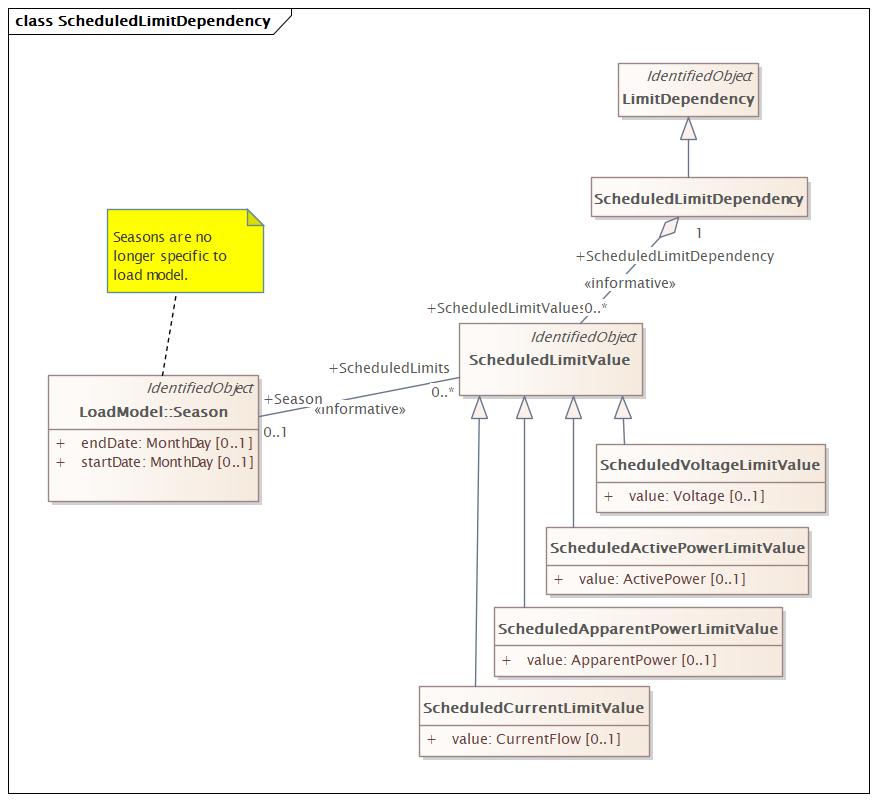 class ScheduledLimitDependency
IdentifiedObject
LimitDependency
ScheduledLimitDependency
1
+ScheduledLimitDependency
«informative»
+ScheduledLimitValues
0..*
Seasons are no
longer specific to
load model.
IdentifiedObject
ScheduledLimitValue
+ScheduledLimits
0..*
+Season
«informative»
0..1
IdentifiedObject
LoadModel::Season
+ endDate: MonthDay [0..1]
+ startDate: MonthDay [0..1]
ScheduledVoltageLimitValue
+ value: Voltage [0..1]
ScheduledActivePowerLimitValue
+ value: ActivePower [0..1]
ScheduledApparentPowerLimitValue
+ value: ApparentPower [0..1]
ScheduledCurrentLimitValue
+ value: CurrentFlow [0..1]